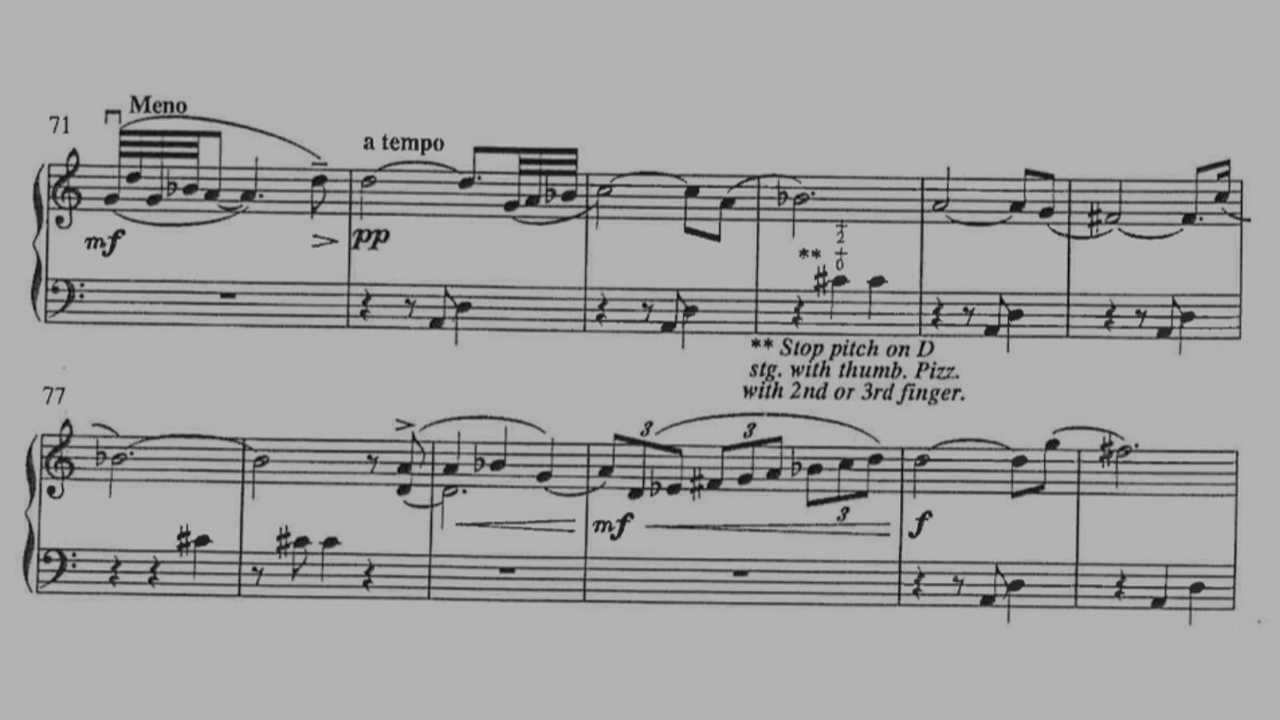 Meno
71
a tempo
mf
pp
2
** 0
** Stop pitch on D
stg. with thumb. Pizz.
with 2nd or 3rd finger.
77
3
3
mf
3
f